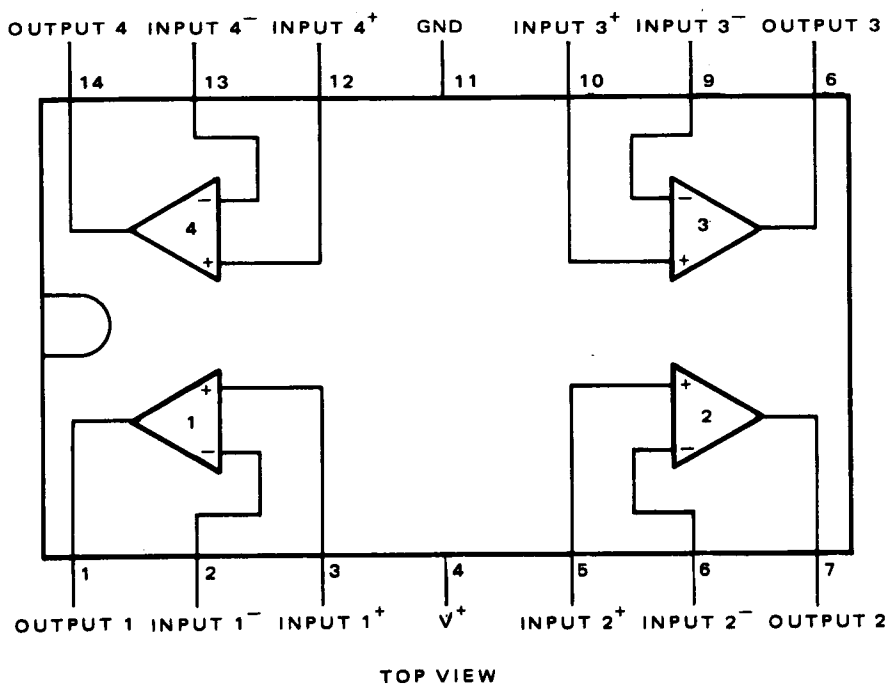 OUTPUT 4 INPUT 4- INPUT 4+ GND INPUT 3+ INPUT 3- OUTPUT 3
14 13 12 11 10 9 6
- -
4 3
+ +
+ +
1 2
- -
1 2 3 4 5 6 7
OUTPUT 1 INPUT 1- INPUT 1+ V+ INPUT 2+ INPUT 2- OUTPUT 2
TOP VIEW